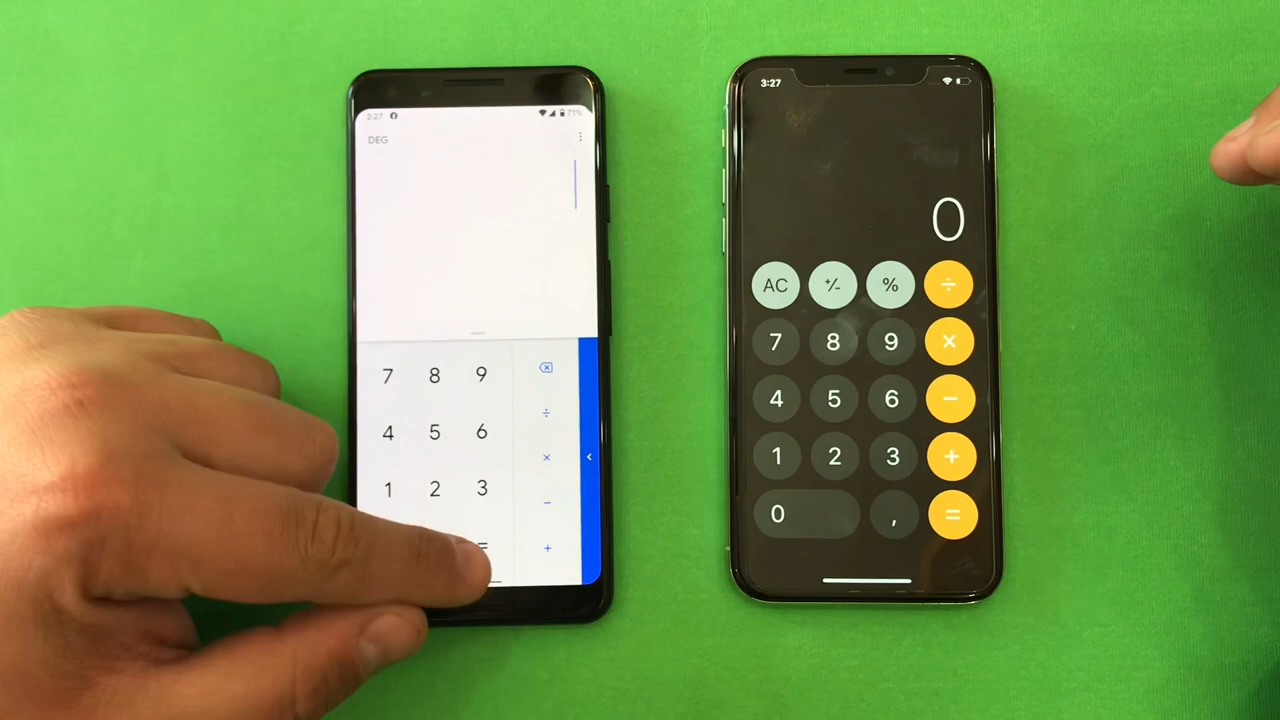 3:27 71%
DEG
7 8 9
÷
4 5 6
×
1 2 3
−
= +
3:27
0
AC +/- % ÷
7 8 9 ×
4 5 6 −
1 2 3 +
0 , =